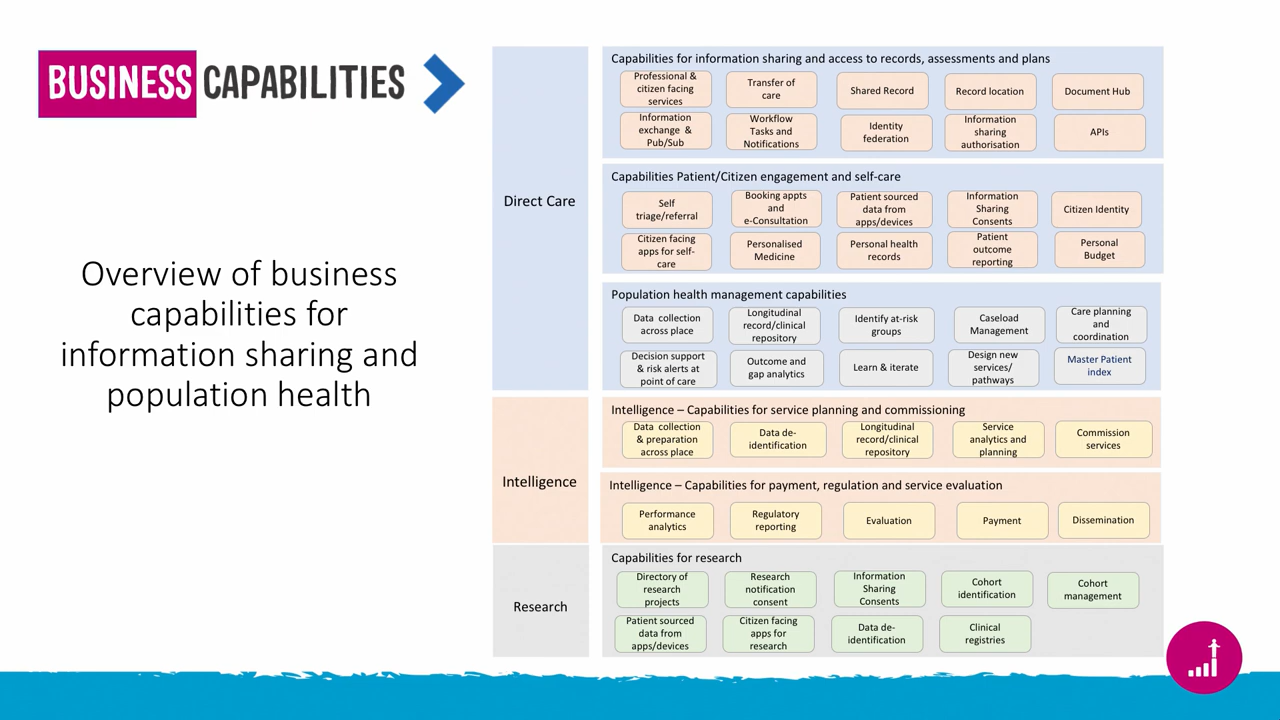 BUSINESS CAPABILITIES
Overview of business
capabilities for
information sharing and
population health
Direct Care
Capabilities for information sharing and access to records, assessments and plans
Professional &
citizen facing
services
Transfer of
care
Shared Record
Record location
Document Hub
Information
exchange &
Pub/Sub
Workflow
Tasks and
Notifications
Identity
federation
Information
sharing
authorisation
APIs
Capabilities Patient/Citizen engagement and self-care
Self
triage/referral
Booking appts
and
e-Consultation
Patient sourced
data from
apps/devices
Information
Sharing
Consents
Citizen Identity
Citizen facing
apps for self-
care
Personalised
Medicine
Personal health
records
Patient
outcome
reporting
Personal
Budget
Population health management capabilities
Data collection
across place
Longitudinal
record/clinical
repository
Identify at-risk
groups
Caseload
Management
Care planning
and
coordination
Decision support
& risk alerts at
point of care
Outcome and
gap analytics
Learn & iterate
Design new
services/
pathways
Master Patient
index
Intelligence
Intelligence – Capabilities for service planning and commissioning
Data collection
& preparation
across place
Data de-
identification
Longitudinal
record/clinical
repository
Service
analytics and
planning
Commission
services
Intelligence – Capabilities for payment, regulation and service evaluation
Performance
analytics
Regulatory
reporting
Evaluation
Payment
Dissemination
Research
Capabilities for research
Directory of
research
projects
Research
notification
consent
Information
Sharing
Consents
Cohort
identification
Cohort
management
Patient sourced
data from
apps/devices
Citizen facing
apps for
research
Data de-
identification
Clinical
registries